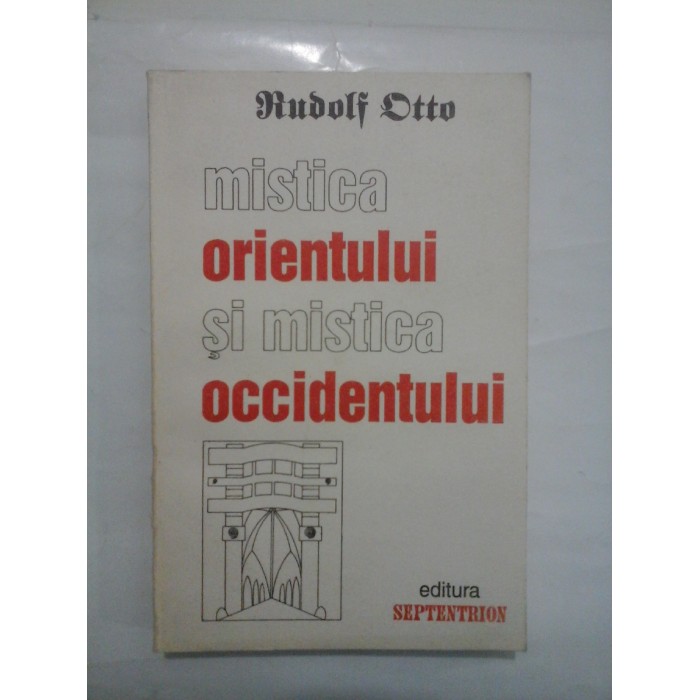 Rudolf Otto
mistica
orientului
și mistica
occidentului
editura
SEPTENTRION